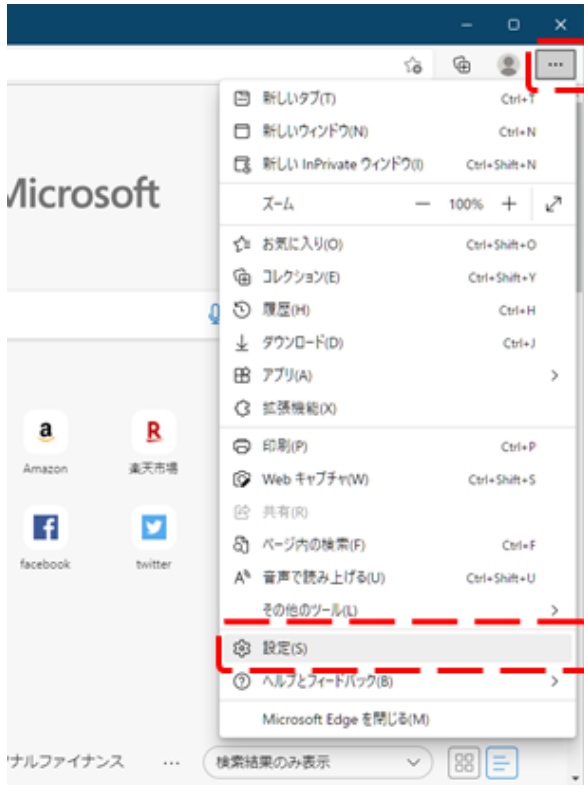 新しいタブ(T) Ctrl+T
新しいウィンドウ(N) Ctrl+N
新しい InPrivate ウィンドウ(I) Ctrl+Shift+N
Microsoft
ズーム — 100% +
お気に入り(O) Ctrl+Shift+O
コレクション(E) Ctrl+Shift+Y
履歴(H) Ctrl+H
ダウンロード(D) Ctrl+J
アプリ(A)
拡張機能(X)
a
R
Amazon
楽天市場
印刷(P) Ctrl+P
Web キャプチャ(W) Ctrl+Shift+S
共有(R)
ページ内の検索(F) Ctrl+F
facebook
twitter
音声で読み上げる(U) Ctrl+Shift+U
その他のツール(L)
設定(S)
ヘルプとフィードバック(B)
Microsoft Edge を閉じる(M)
ナルファイナンス ...
検索結果のみ表示